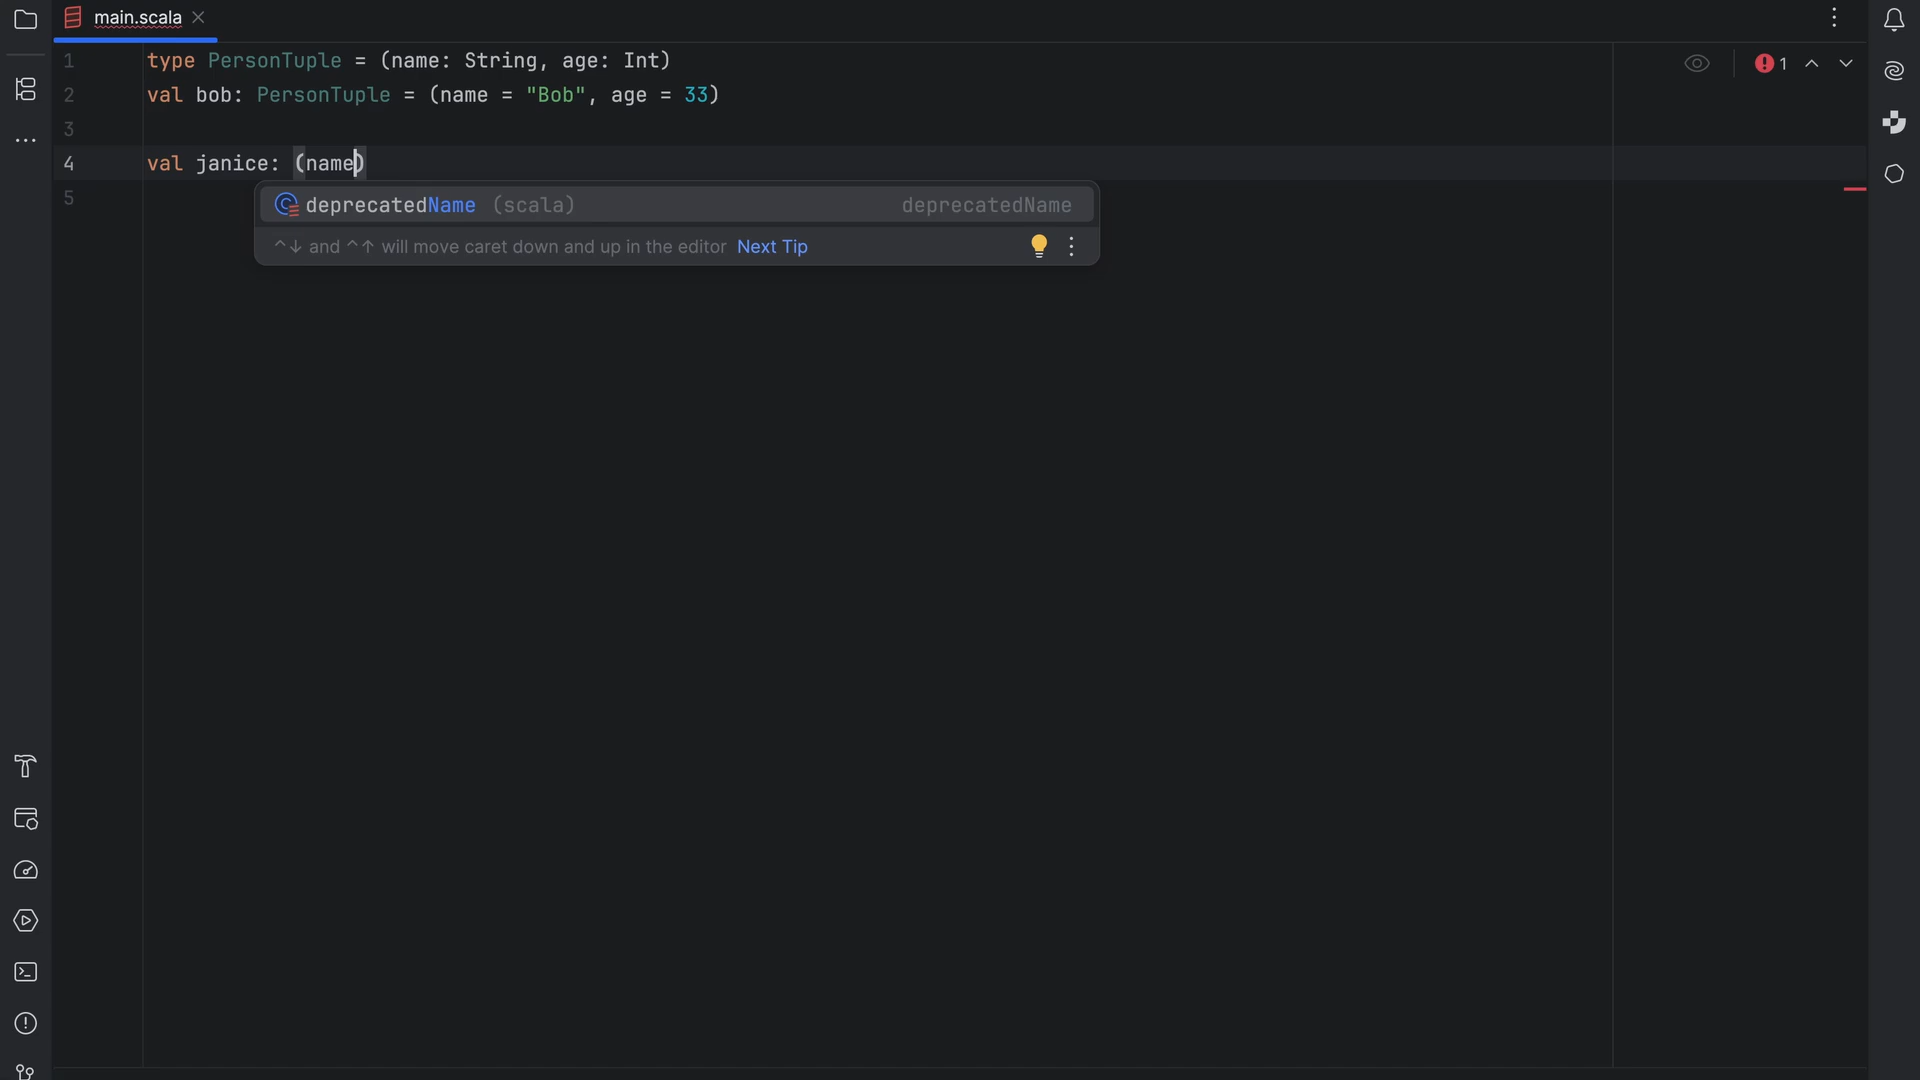 main.scala
1
1 type PersonTuple = (name: String, age: Int)
2 val bob: PersonTuple = (name = "Bob", age = 33)
3
4 val janice: (name)
5
deprecatedName (scala) deprecatedName
^↓ and ^↑ will move caret down and up in the editor Next Tip